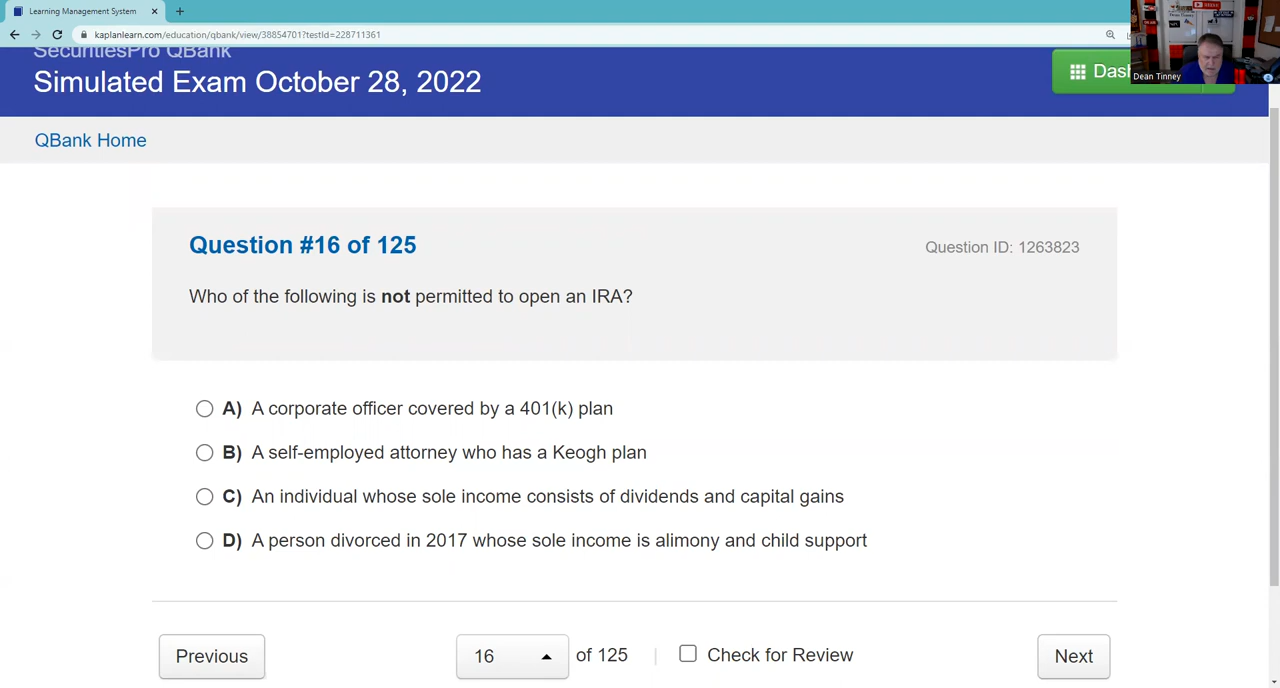 Learning Management System
kaplanlearn.com/education/qbank/view/38854701?testId=228711361
SecuritiesPro QBank
Simulated Exam October 28, 2022
Dean Tinney
QBank Home
Question #16 of 125
Question ID: 1263823
Who of the following is not permitted to open an IRA?
A) A corporate officer covered by a 401(k) plan
B) A self-employed attorney who has a Keogh plan
C) An individual whose sole income consists of dividends and capital gains
D) A person divorced in 2017 whose sole income is alimony and child support
Previous
16
of 125
Check for Review
Next